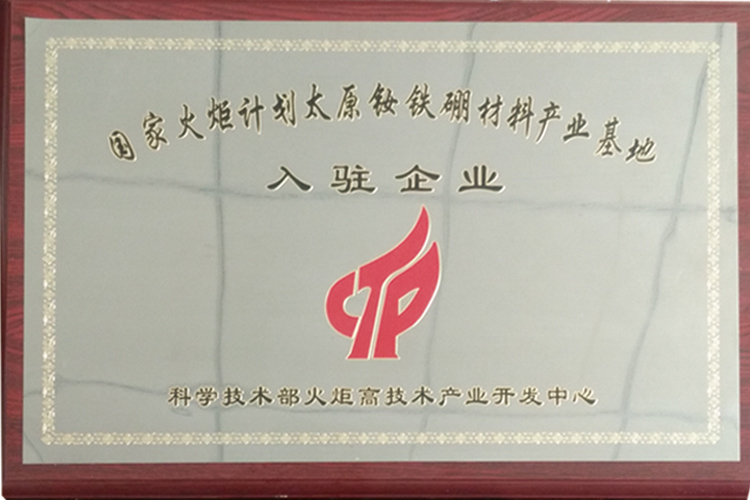 国家火炬计划太原钕铁硼材料产业基地
入驻企业
CTP
科学技术部火炬高技术产业开发中心